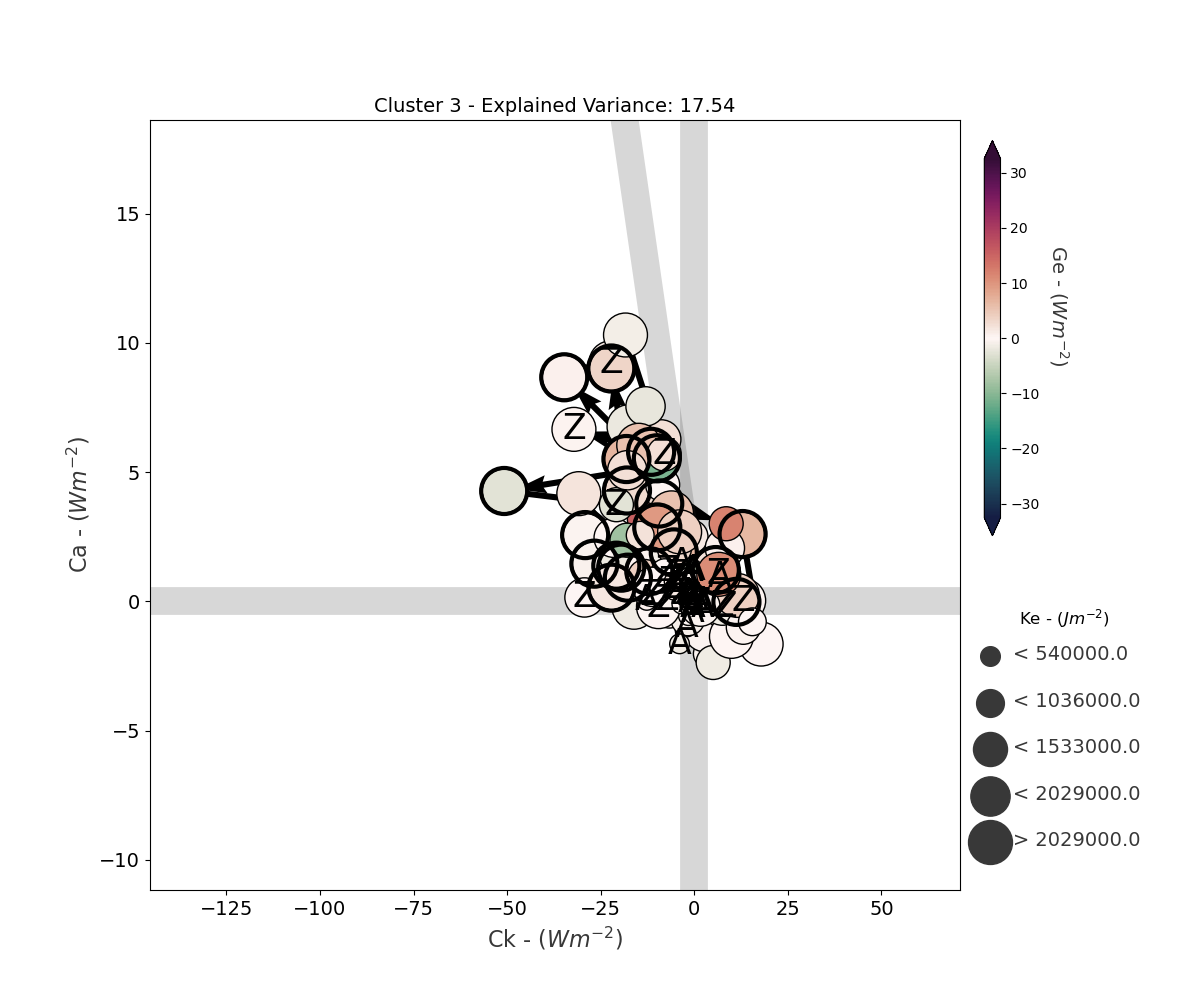 Cluster 3 - Explained Variance: 17.54
15
10
5
0
−5
−10
Ca - (Wm⁻²)
−125
−100
−75
−50
−25
0
25
50
Ck - (Wm⁻²)
30
20
10
0
−10
−20
−30
Ge - (Wm⁻²)
Ke - (Jm⁻²)
< 540000.0
< 1036000.0
< 1533000.0
< 2029000.0
> 2029000.0
Z
Z
Z
Z
Z
A
A